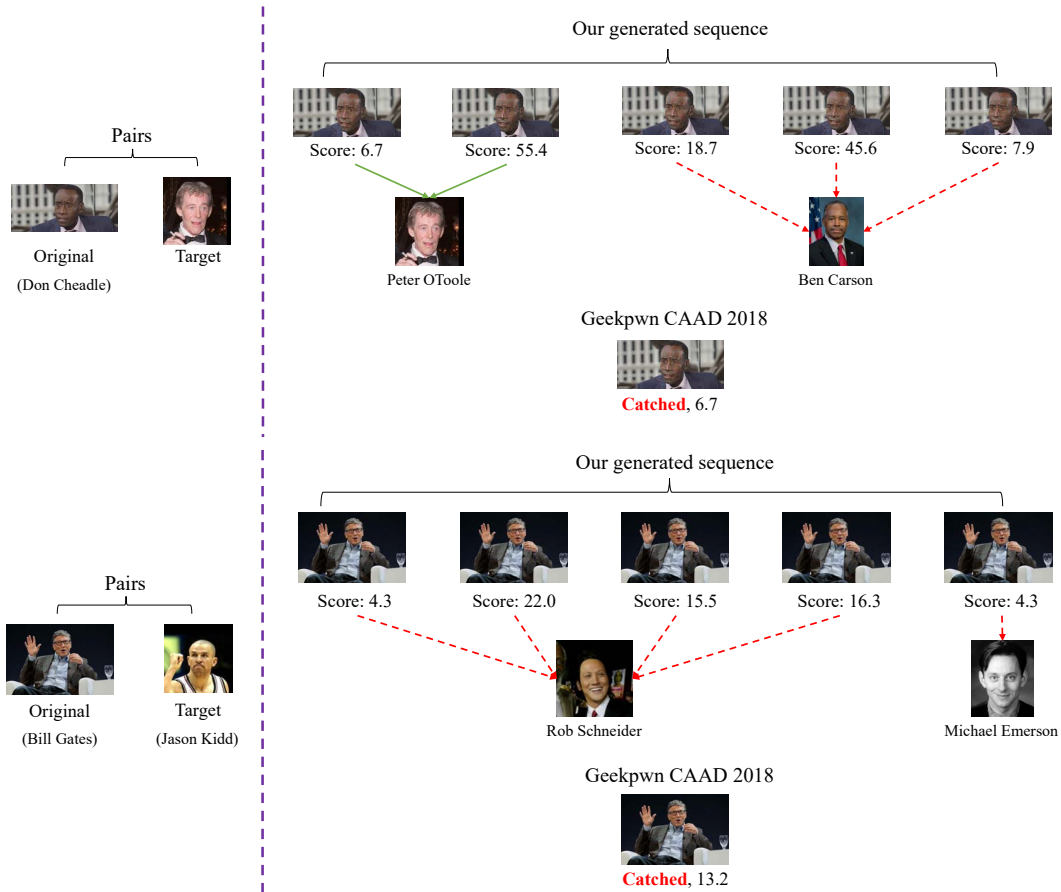 Our generated sequence
Score: 6.7
Score: 55.4
Score: 18.7
Score: 45.6
Score: 7.9
Pairs
Original
Target
(Don Cheadle)
Peter OToole
Ben Carson
Geekpwn CAAD 2018
Catched, 6.7
Our generated sequence
Score: 4.3
Score: 22.0
Score: 15.5
Score: 16.3
Score: 4.3
Pairs
Original
Target
(Bill Gates)
(Jason Kidd)
Rob Schneider
Michael Emerson
Geekpwn CAAD 2018
Catched, 13.2